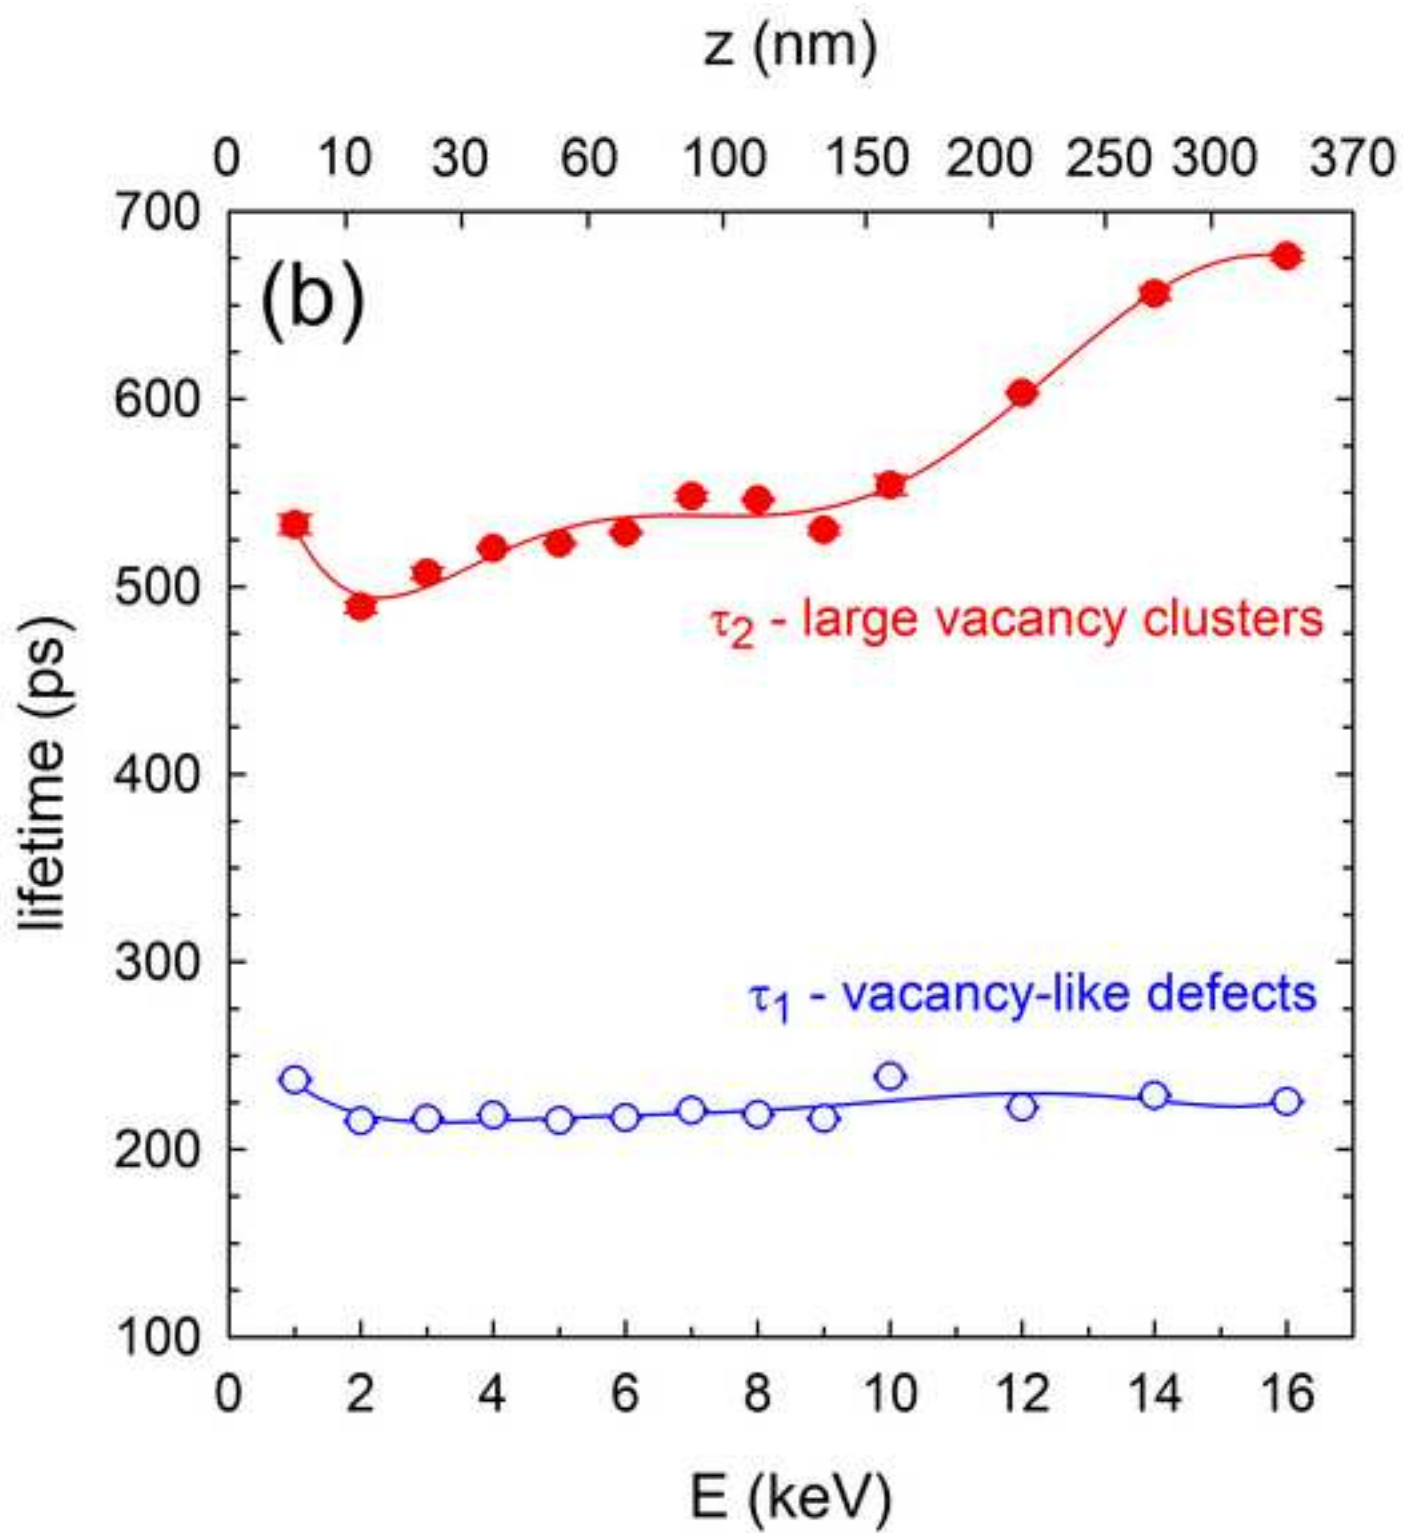 z (nm)
0 10 30 60 100 150 200 250 300 370
700
(b)
600
500
τ2 - large vacancy clusters
lifetime (ps)
400
300
τ1 - vacancy-like defects
200
100
0 2 4 6 8 10 12 14 16
E (keV)